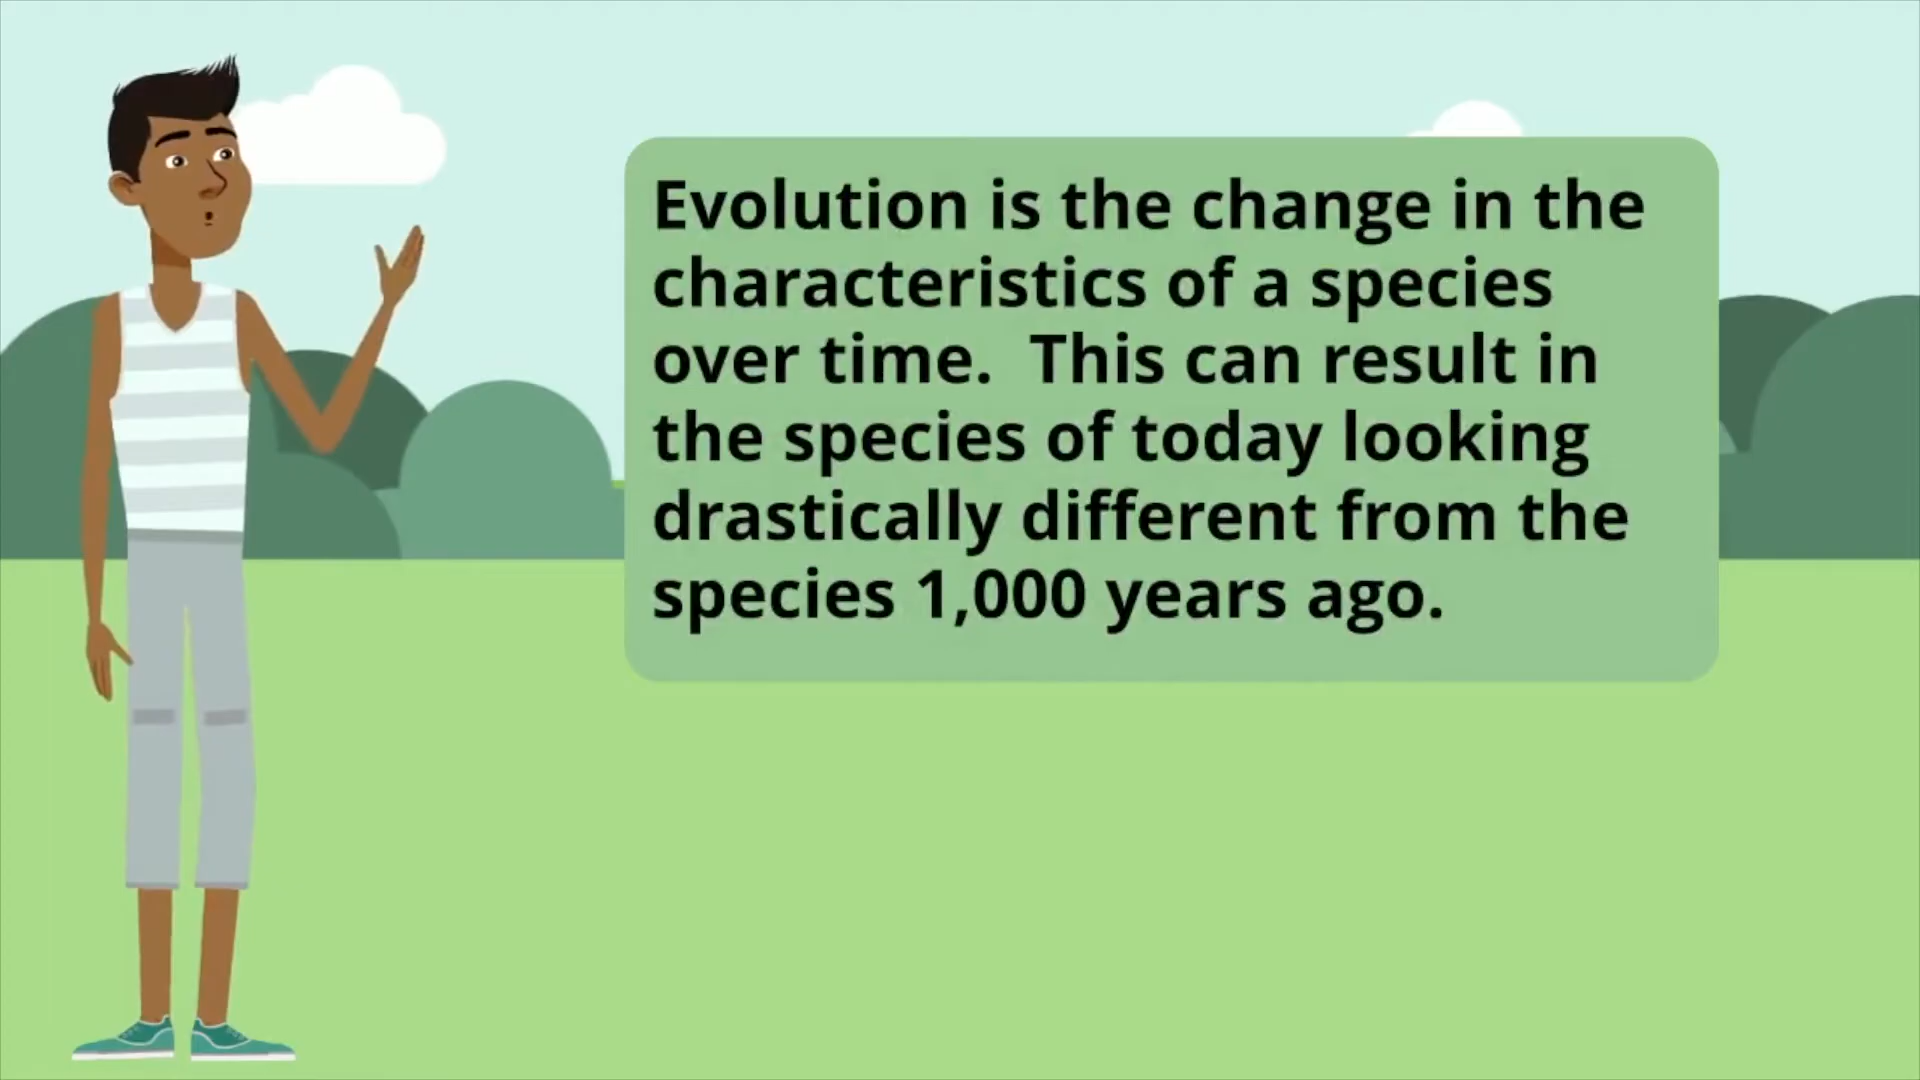 Evolution is the change in the
characteristics of a species
over time.  This can result in
the species of today looking
drastically different from the
species 1,000 years ago.